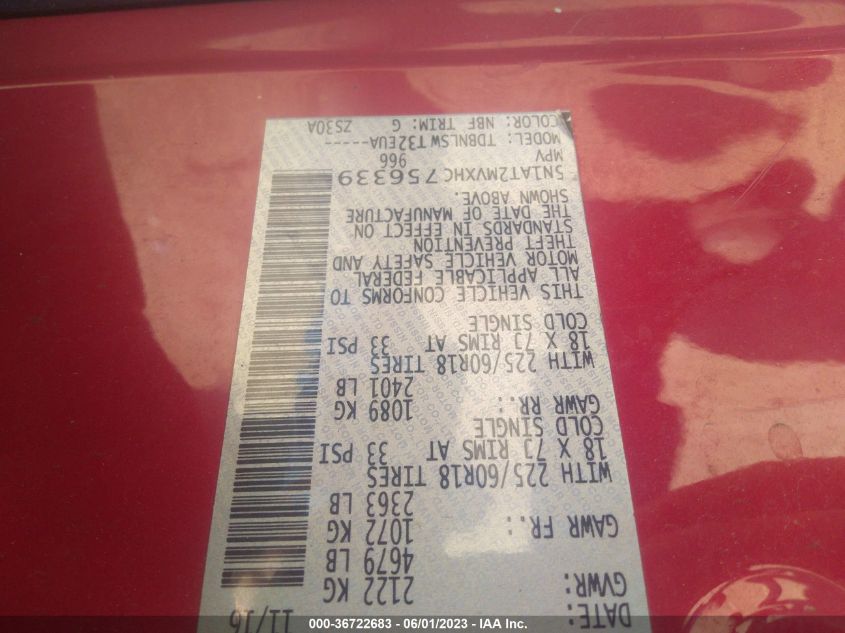 DATE: 11/16
GVWR: 2122 KG
4679 LB
GAWR FR.: 1072 KG
2363 LB
WITH 225/60R18 TIRES
18 X 7J RIMS AT 33 PSI
COLD SINGLE
GAWR RR.: 1089 KG
2401 LB
WITH 225/60R18 TIRES
18 X 7J RIMS AT 33 PSI
COLD SINGLE
THIS VEHICLE CONFORMS TO
ALL APPLICABLE FEDERAL
MOTOR VEHICLE SAFETY AND
THEFT PREVENTION
STANDARDS IN EFFECT ON
THE DATE OF MANUFACTURE
SHOWN ABOVE.
5N1AT2MVXHC756339
MPV 966
MODEL: TDBNLSWT32EUA-----
COLOR: NBF TRIM: G ZS30A
000-36722683 - 06/01/2023 - IAA Inc.